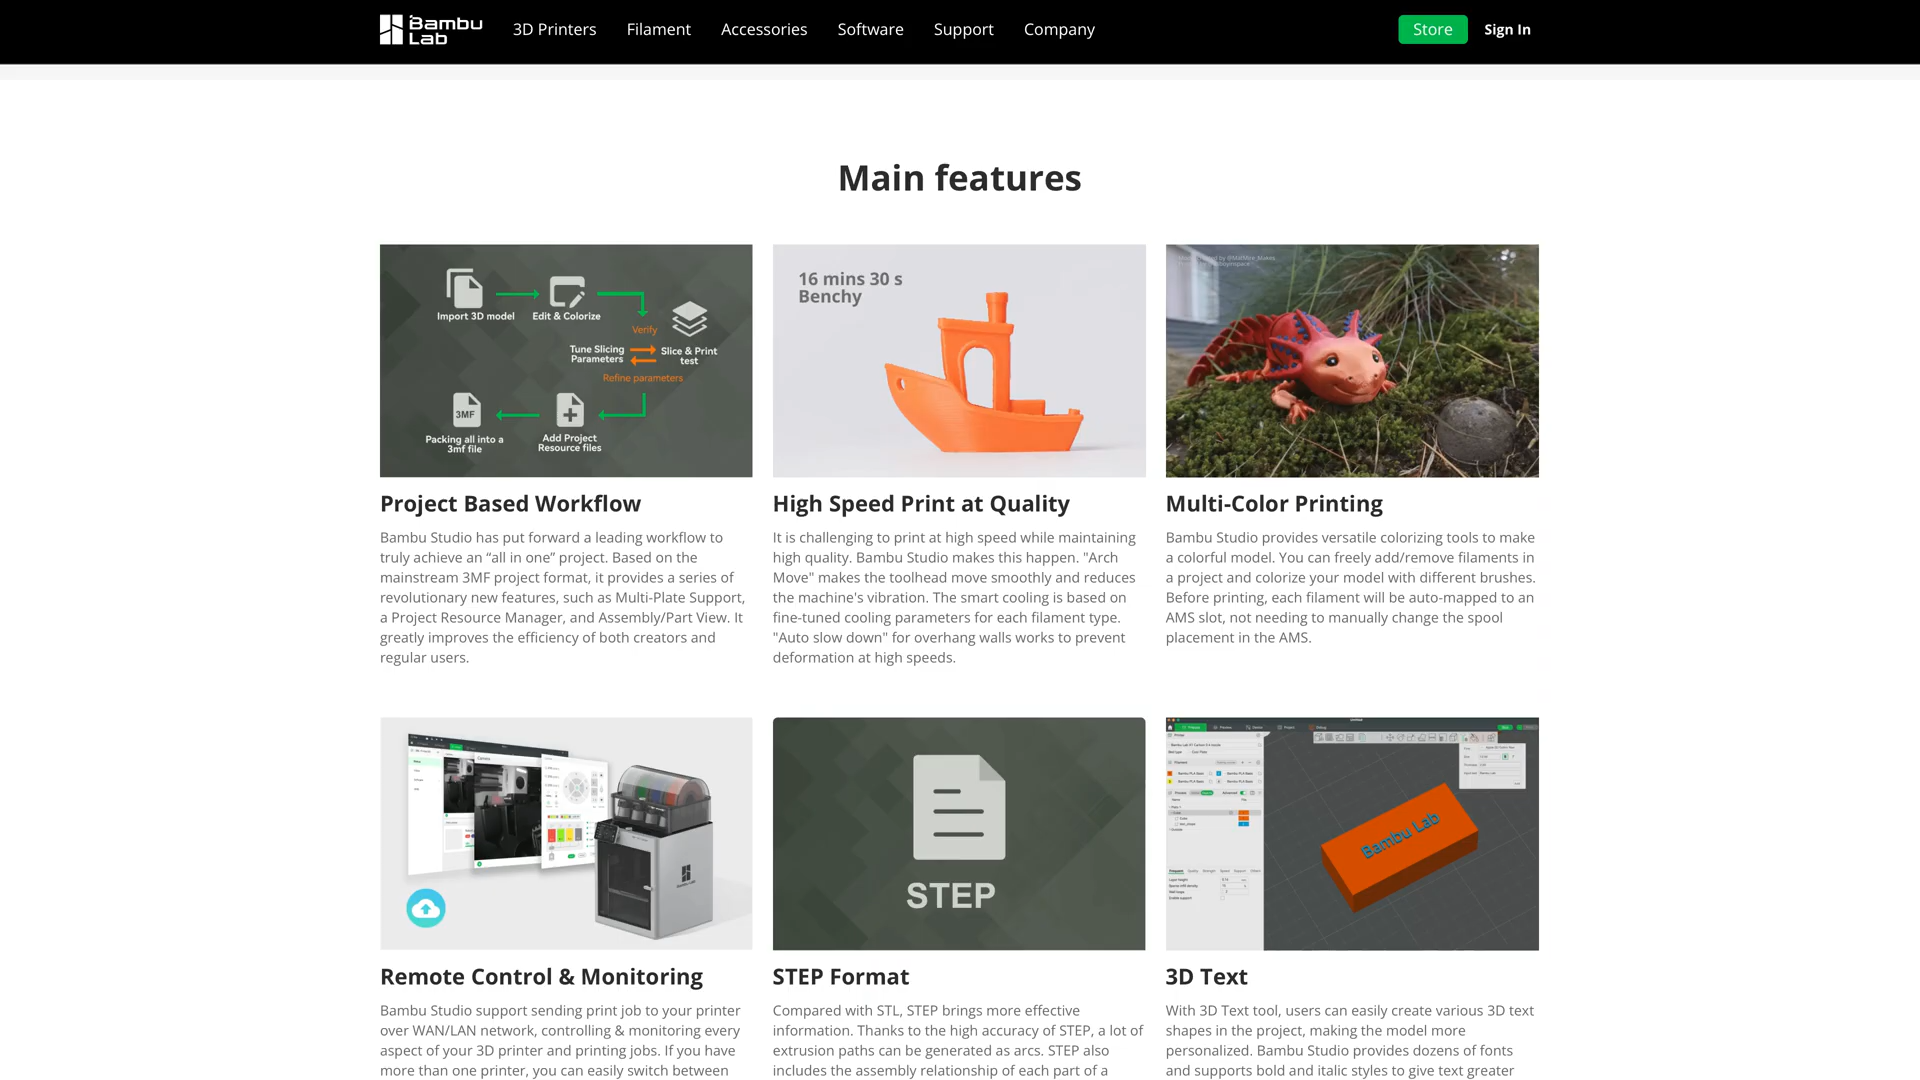 Bambu
Lab
3D Printers
Filament
Accessories
Software
Support
Company
Store
Sign In
Main features
Import 3D model
Edit & Colorize
Verify
Tune Slicing
Parameters
Slice & Print
test
Refine parameters
3MF
Packing all into a
3mf file
Add Project
Resource files
16 mins 30 s
Benchy
Project Based Workflow
Bambu Studio has put forward a leading workflow to
truly achieve an “all in one” project. Based on the
mainstream 3MF project format, it provides a series of
revolutionary new features, such as Multi-Plate Support,
a Project Resource Manager, and Assembly/Part View. It
greatly improves the efficiency of both creators and
regular users.
High Speed Print at Quality
It is challenging to print at high speed while maintaining
high quality. Bambu Studio makes this happen. "Arch
Move" makes the toolhead move smoothly and reduces
the machine's vibration. The smart cooling is based on
fine-tuned cooling parameters for each filament type.
"Auto slow down" for overhang walls works to prevent
deformation at high speeds.
Multi-Color Printing
Bambu Studio provides versatile colorizing tools to make
a colorful model. You can freely add/remove filaments in
a project and colorize your model with different brushes.
Before printing, each filament will be auto-mapped to an
AMS slot, not needing to manually change the spool
placement in the AMS.
STEP
Bambu Lab
Remote Control & Monitoring
Bambu Studio support sending print job to your printer
over WAN/LAN network, controlling & monitoring every
aspect of your 3D printer and printing jobs. If you have
more than one printer, you can easily switch between
STEP Format
Compared with STL, STEP brings more effective
information. Thanks to the high accuracy of STEP, a lot of
extrusion paths can be generated as arcs. STEP also
includes the assembly relationship of each part of a
3D Text
With 3D Text tool, users can easily create various 3D text
shapes in the project, making the model more
personalized. Bambu Studio provides dozens of fonts
and supports bold and italic styles to give text greater